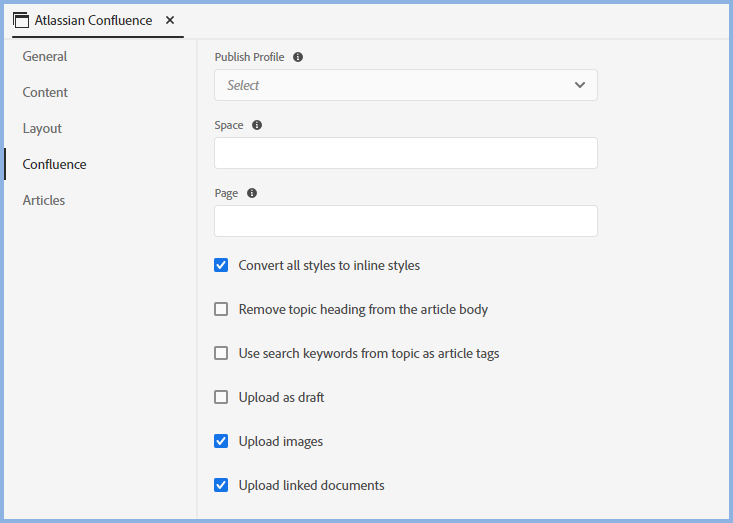 Atlassian Confluence
General
Content
Layout
Confluence
Articles
Publish Profile
Select
Space
Page
Convert all styles to inline styles
Remove topic heading from the article body
Use search keywords from topic as article tags
Upload as draft
Upload images
Upload linked documents